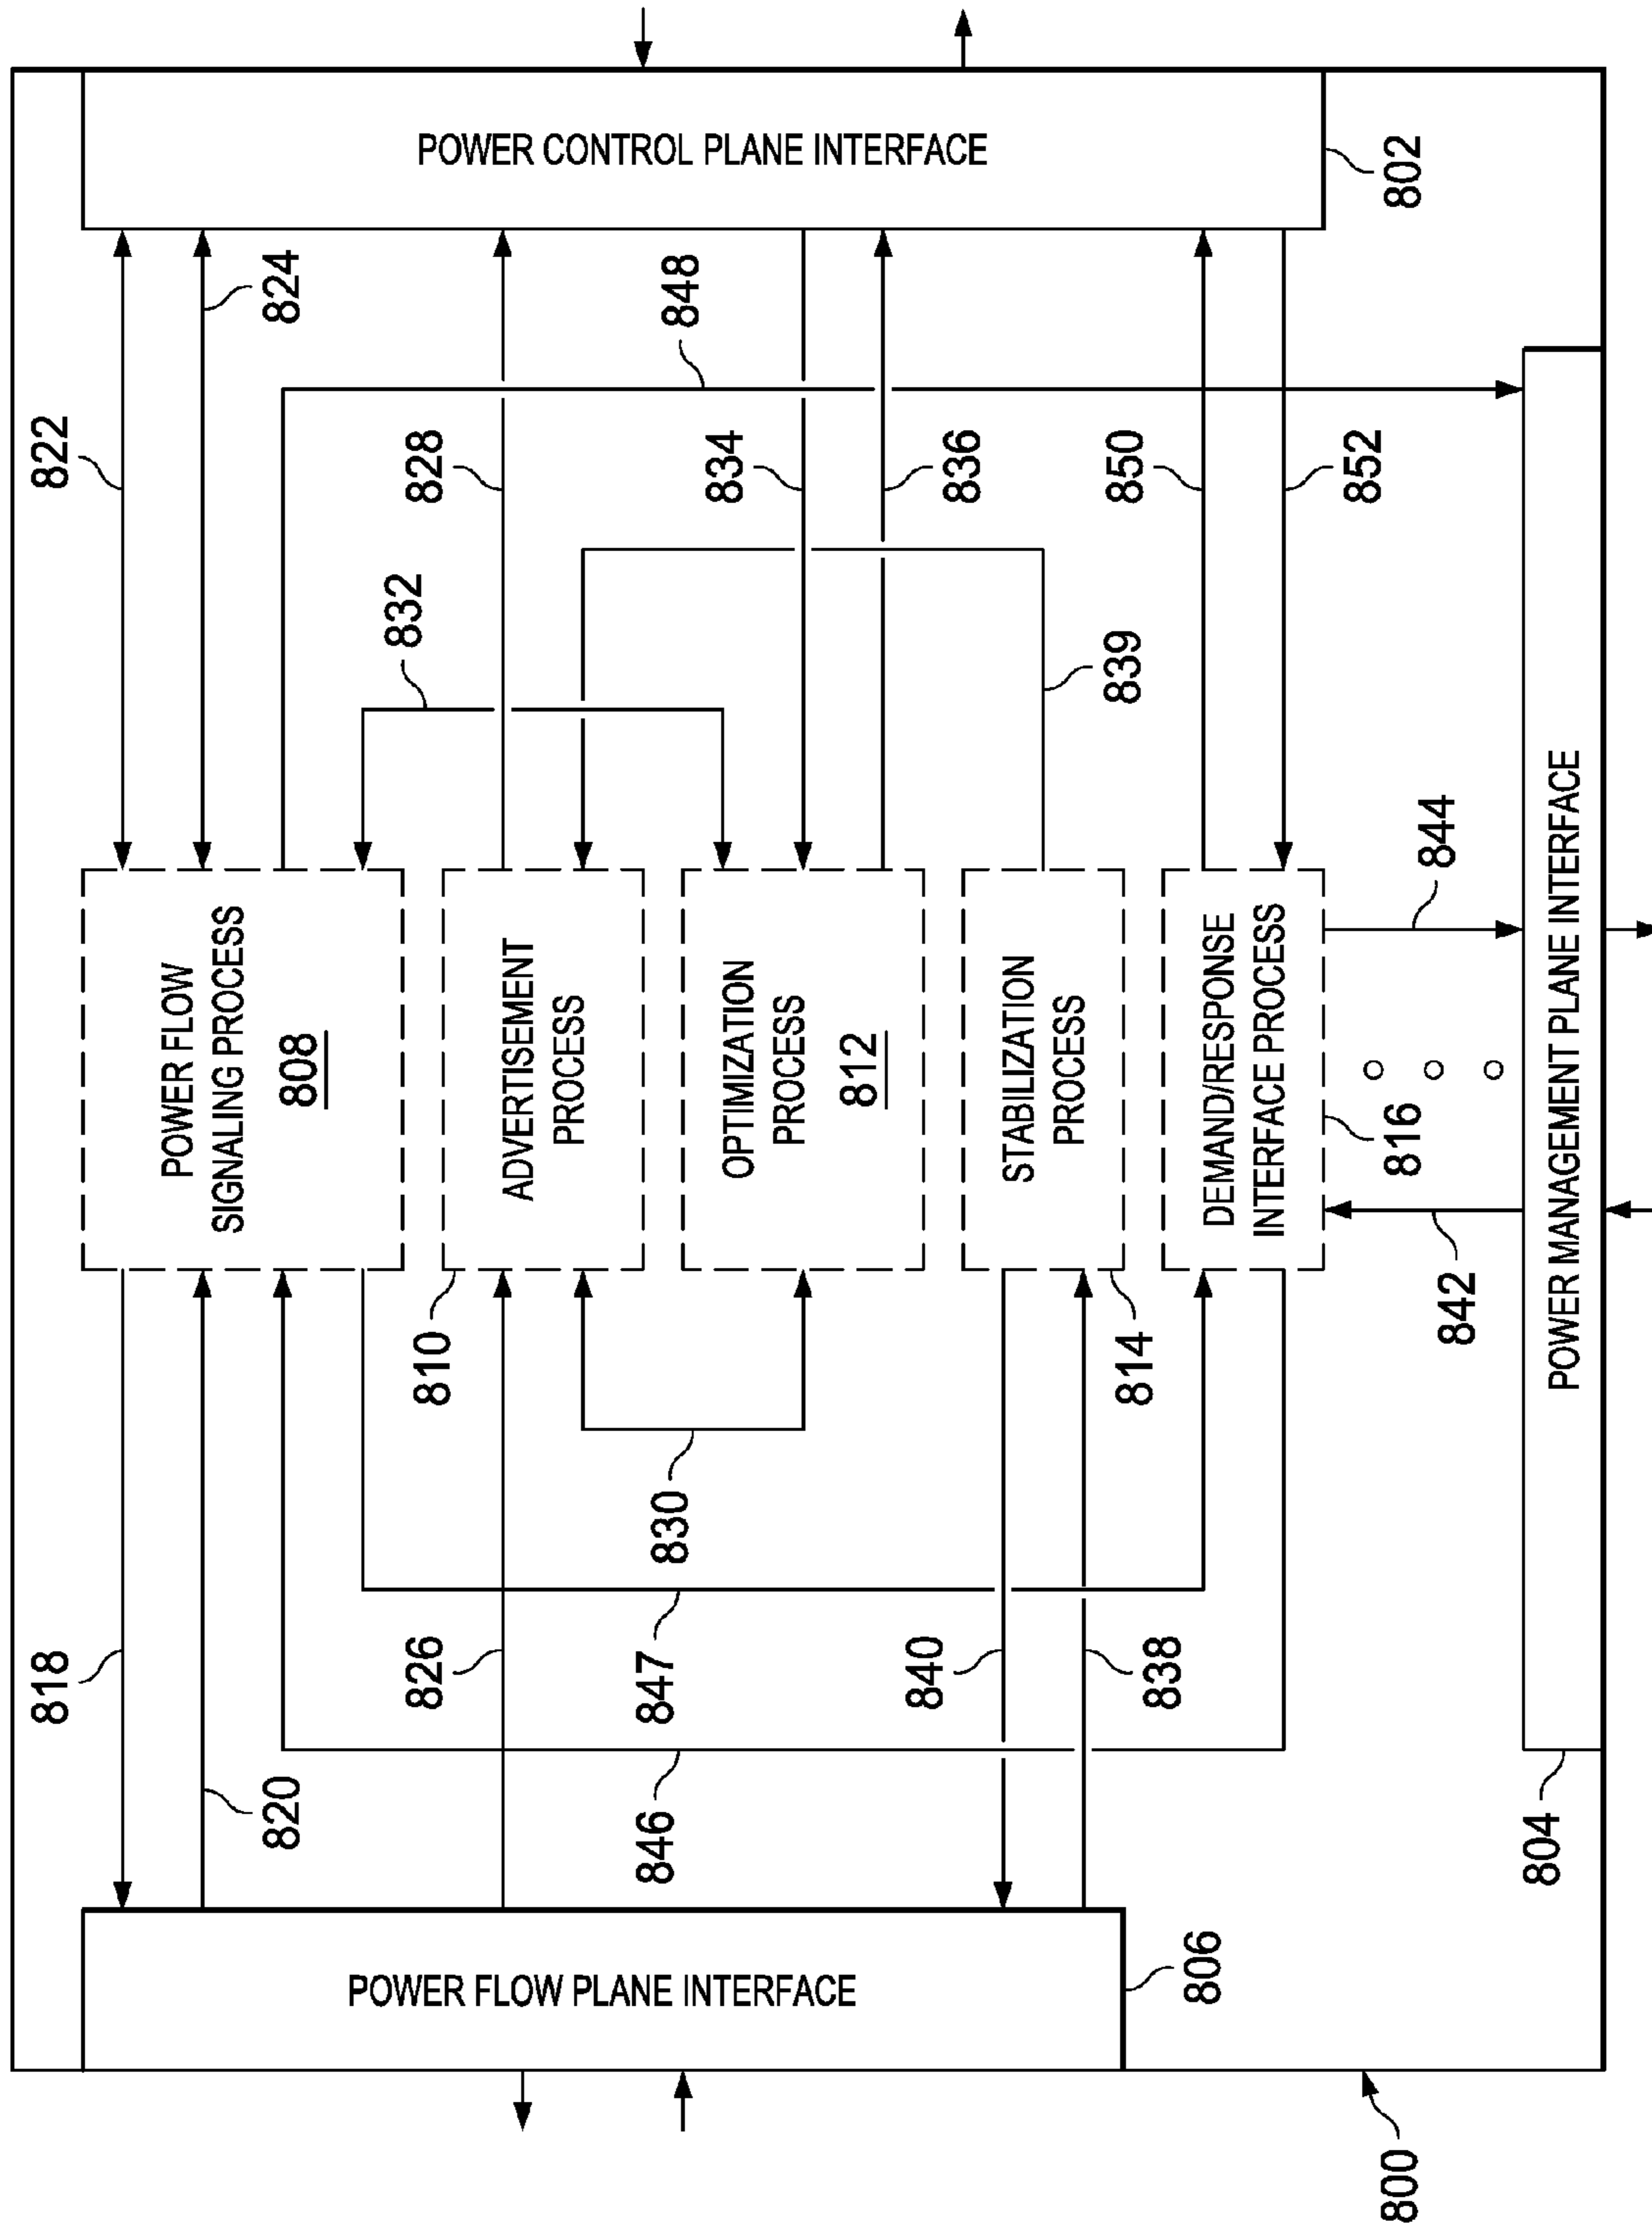 818
822
820
824
POWER FLOW
SIGNALING PROCESS
808
846
847
826
810
832
828
848
ADVERTISEMENT
PROCESS
POWER FLOW PLANE INTERFACE
POWER CONTROL PLANE INTERFACE
830
OPTIMIZATION
PROCESS
812
834
836
840
838
814
STABILIZATION
PROCESS
839
806
850
852
DEMAND/RESPONSE
INTERFACE PROCESS
816
802
842
844
800
804
POWER MANAGEMENT PLANE INTERFACE